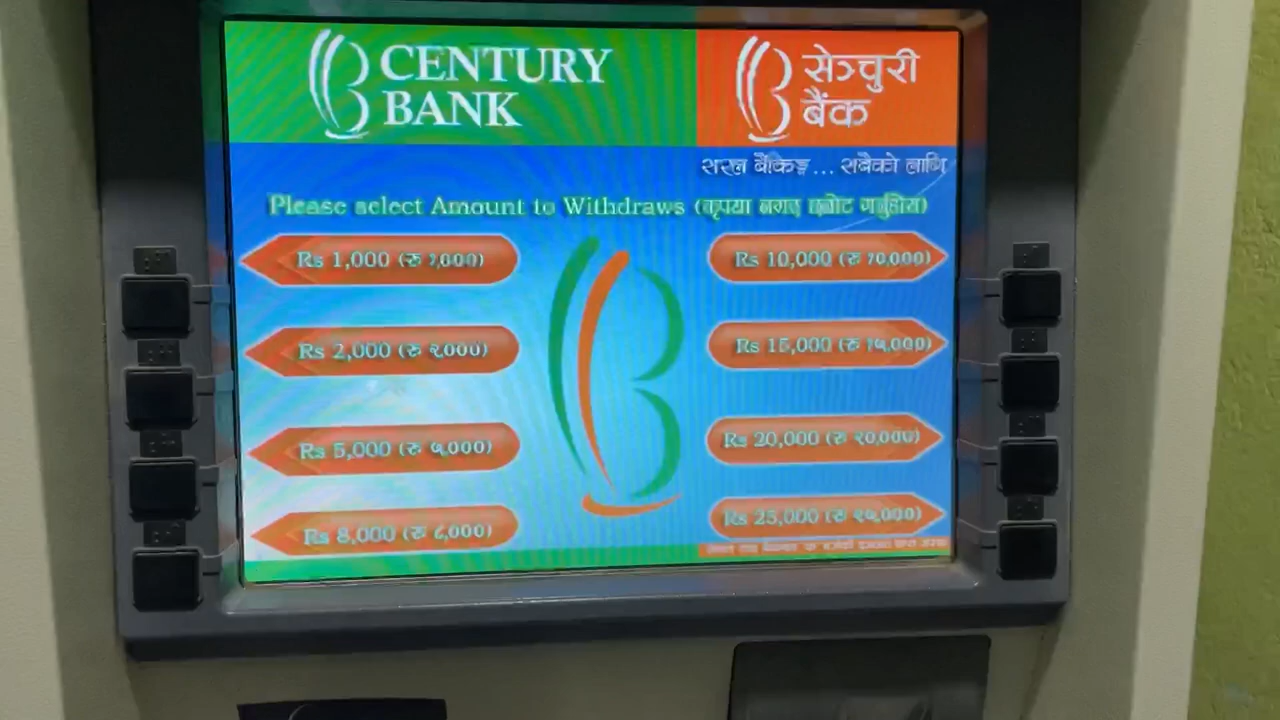 CENTURY
BANK
सेञ्चुरी
बैंक
सरल बैंकिङ्ग... सबैको लागि
Please select Amount to Withdraws (कृपया नगद छनोट गर्नुहोस)
Rs 1,000 (रु १,०००)
Rs 10,000 (रु १०,०००)
Rs 2,000 (रु २,०००)
Rs 15,000 (रु १५,०००)
Rs 5,000 (रु ५,०००)
Rs 20,000 (रु २०,०००)
Rs 8,000 (रु ८,०००)
Rs 25,000 (रु २५,०००)